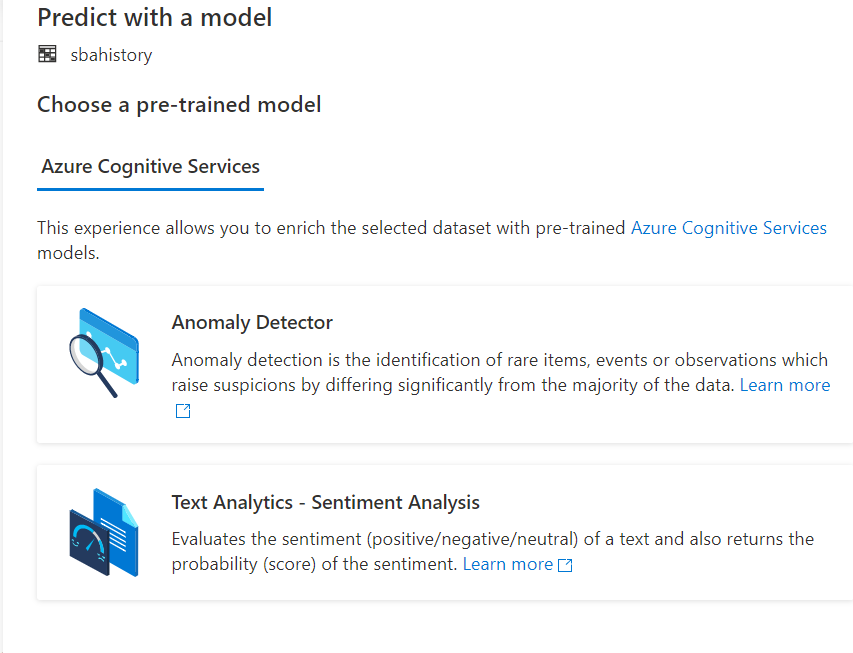 Predict with a model
sbahistory
Choose a pre-trained model
Azure Cognitive Services
This experience allows you to enrich the selected dataset with pre-trained Azure Cognitive Services
models.
Anomaly Detector
Anomaly detection is the identification of rare items, events or observations which
raise suspicions by differing significantly from the majority of the data. Learn more
Text Analytics - Sentiment Analysis
Evaluates the sentiment (positive/negative/neutral) of a text and also returns the
probability (score) of the sentiment. Learn more